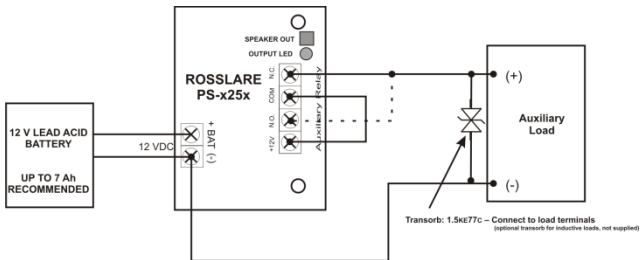 SPEAKER OUT
OUTPUT LED
ROSSLARE
PS-x25x
N.C.
COM
N.O.
+12V
Auxiliary Relay
+ BAT (-)
12 V LEAD ACID
BATTERY
UP TO 7 Ah
RECOMMENDED
12 VDC
(+)
Auxiliary
Load
(-)
Transorb: 1.5KE77C – Connect to load terminals
(optional transorb for inductive loads, not supplied)